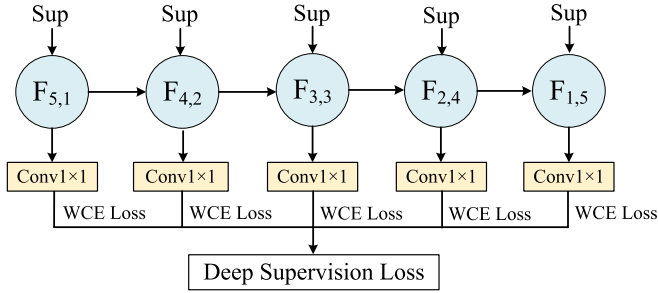 Sup Sup Sup Sup Sup
F5,1 F4,2 F3,3 F2,4 F1,5
Conv1×1 Conv1×1 Conv1×1 Conv1×1 Conv1×1
WCE Loss WCE Loss WCE Loss WCE Loss WCE Loss
Deep Supervision Loss